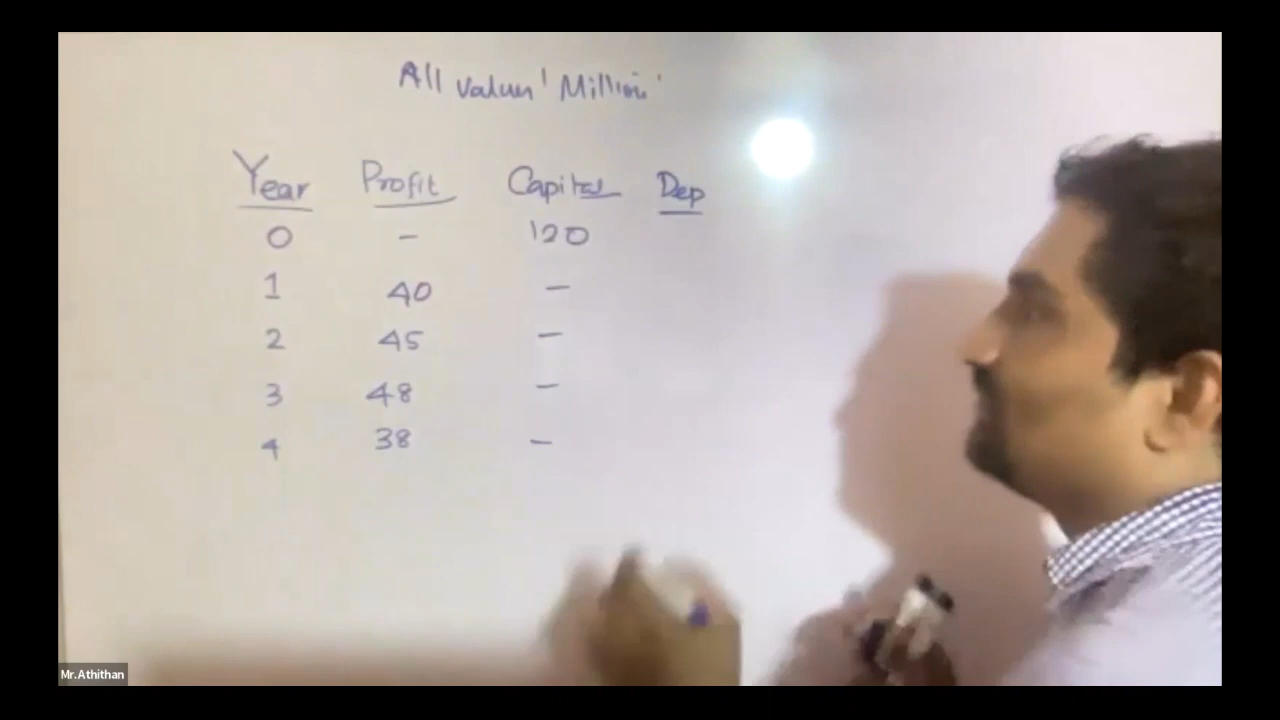 All values 'Million'
Year Profit Capital Dep
0 - 120
1 40 -
2 45 -
3 48 -
4 38 -
Mr.Athithan